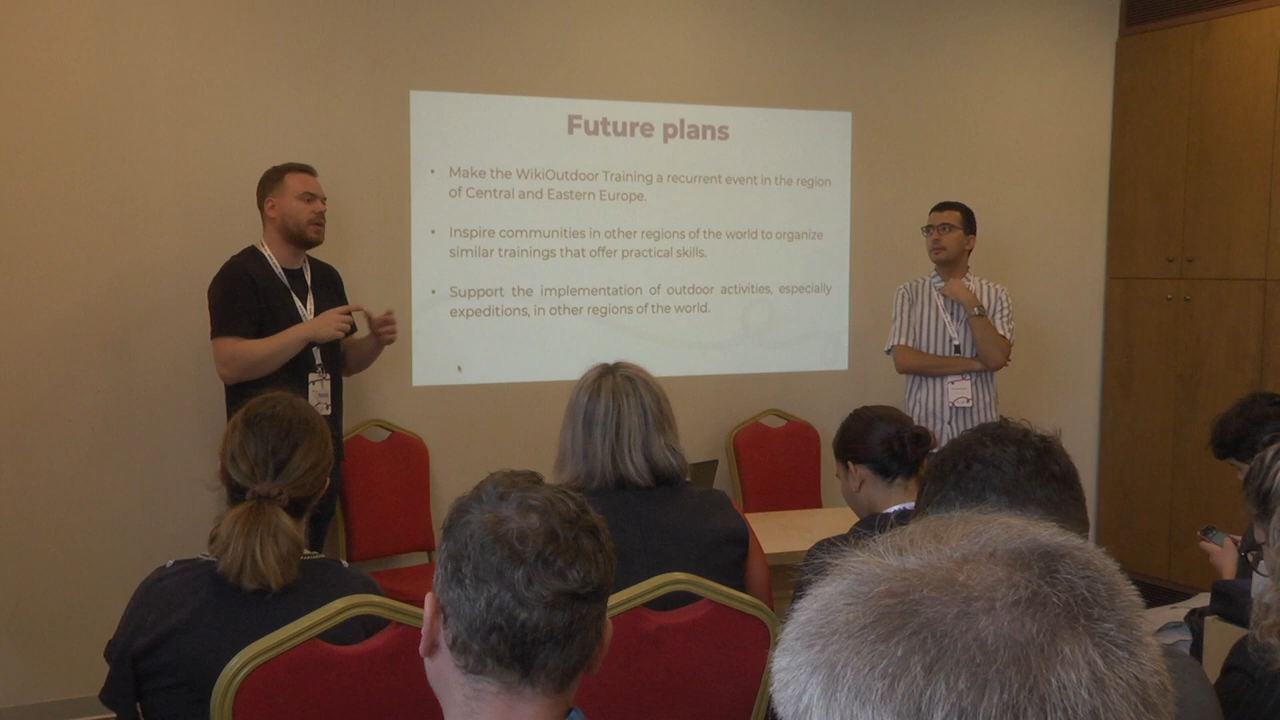 Future plans
• Make the WikiOutdoor Training a recurrent event in the region
of Central and Eastern Europe.
• Inspire communities in other regions of the world to organize
similar trainings that offer practical skills.
• Support the implementation of outdoor activities, especially
expeditions, in other regions of the world.